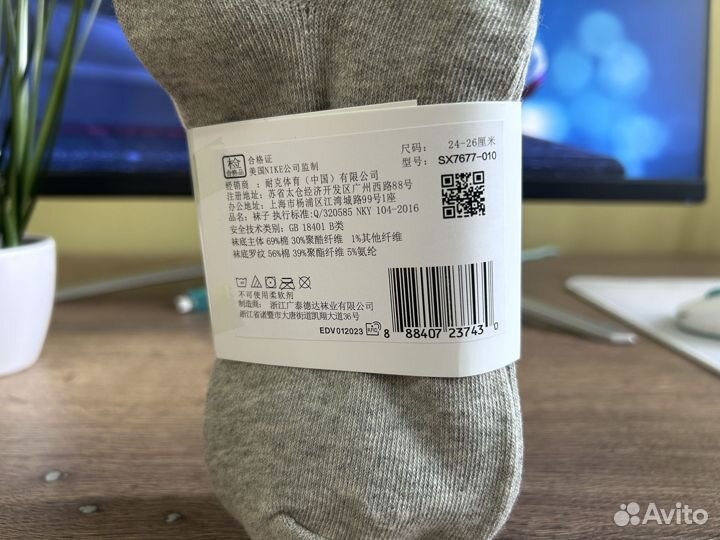 检
合格品
合格证
美国NIKE公司监制
尺码： 24-26厘米
型号： SX7677-010
经销商：耐克体育（中国）有限公司
注册地址：苏省太仓经济开发区广州西路88号
办公地址：上海市杨浦区江湾城路99号1座
品名：袜子 执行标准:Q/320585 NKY 104-2016
安全技术类别：GB 18401 B类
袜底主体 69%棉 30%聚酯纤维 1%其他纤维
袜底罗纹 56%棉 39%聚酯纤维 5%氨纶
不可使用柔软剂
制造商： 浙江广泰德达袜业有限公司
浙江省诸暨市大唐街道凯翔大道36号
EDV012023
RFID
8 88407 23743 0
Avito